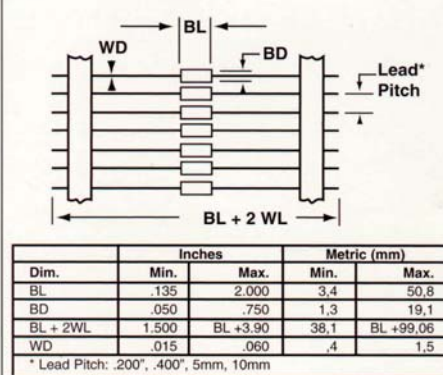 BL
WD
BD
Lead*
Pitch
BL + 2 WL
Inches Metric (mm)
Dim. Min. Max. Min. Max.
BL .135 2.000 3,4 50,8
BD .050 .750 1,3 19,1
BL + 2WL 1.500 BL +3.90 38,1 BL +99,06
WD .015 .060 ,4 1,5
* Lead Pitch: .200", .400", 5mm, 10mm